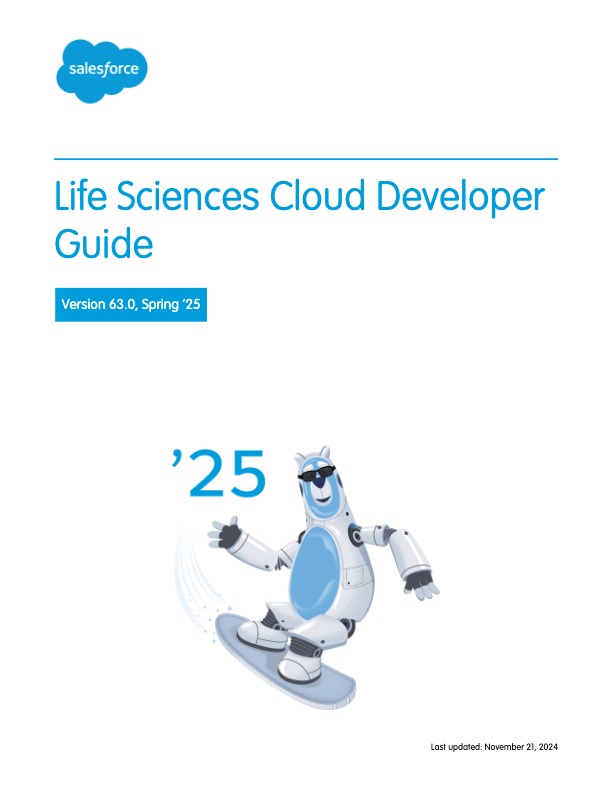 salesforce
Life Sciences Cloud Developer
Guide
Version 63.0, Spring ’25
’25
Last updated: November 21, 2024